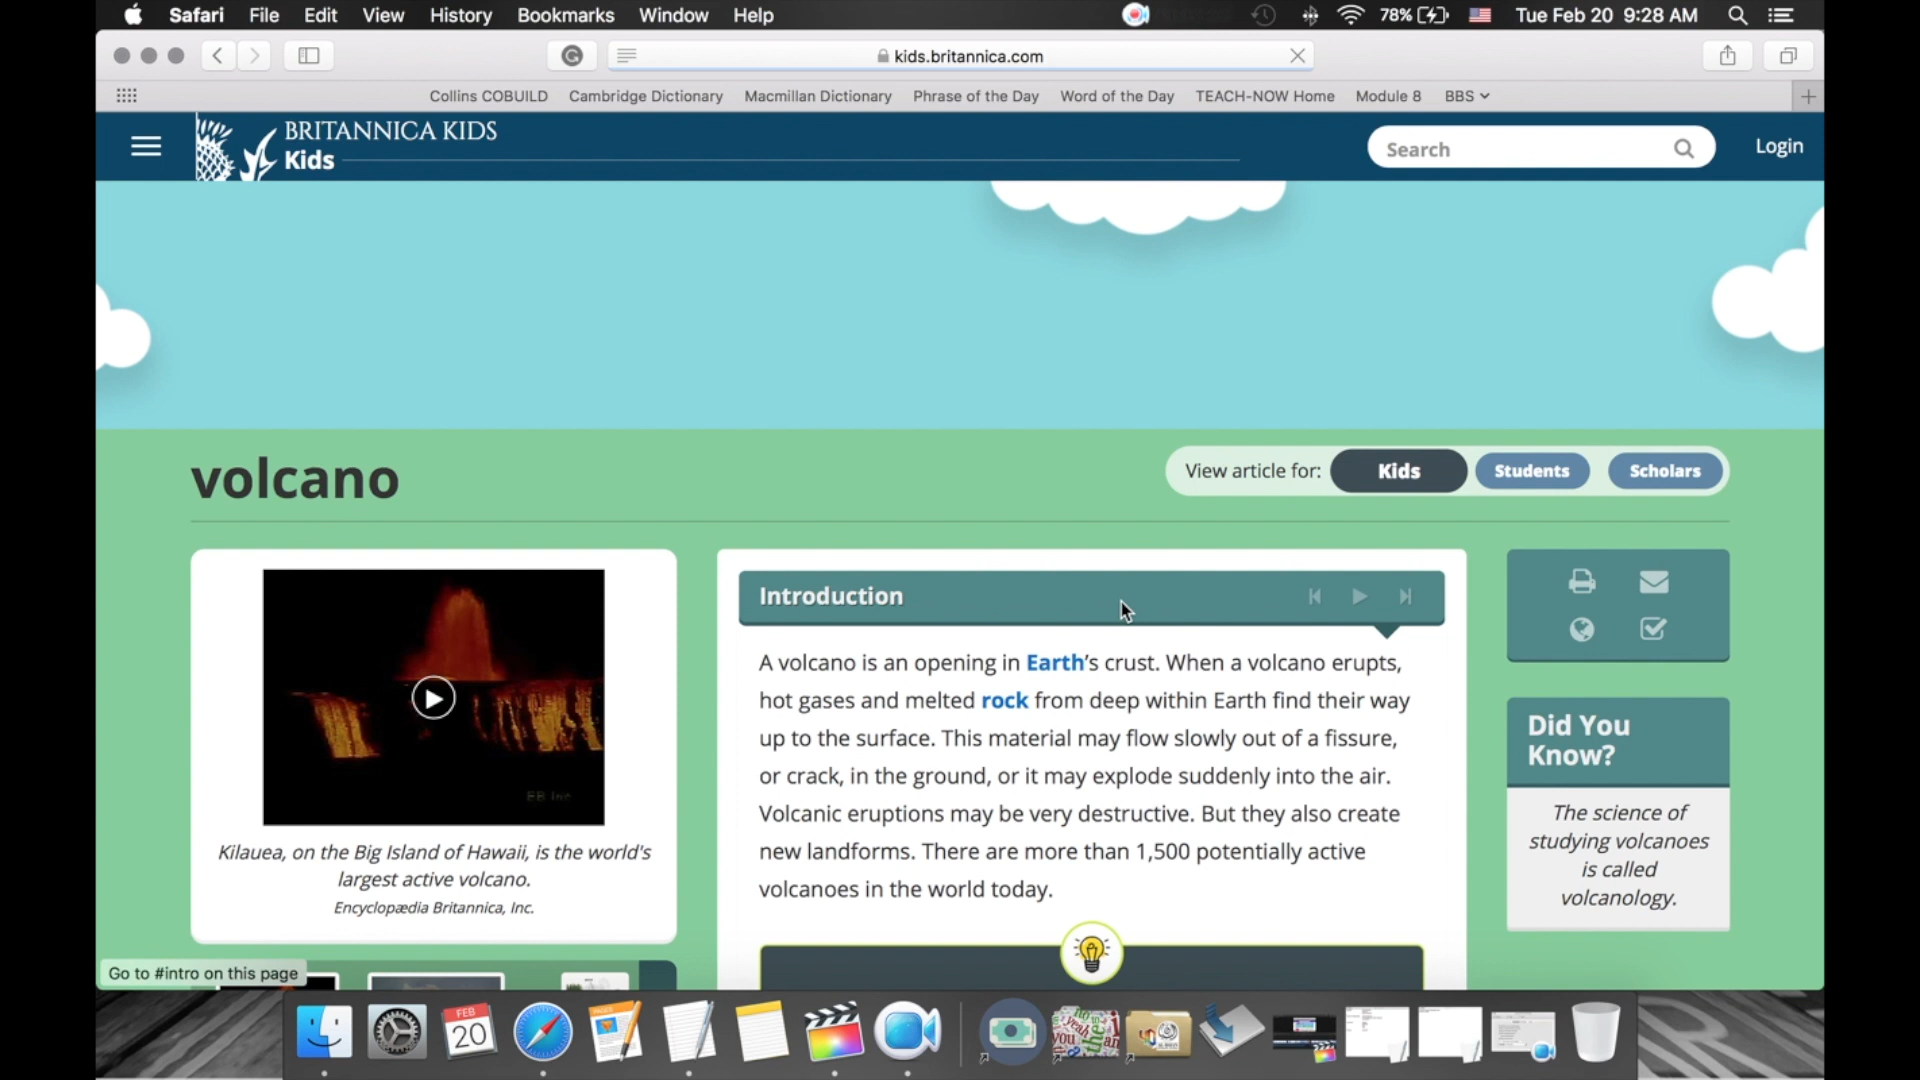 Safari File Edit View History Bookmarks Window Help 78% Tue Feb 20 9:28 AM
kids.britannica.com
Collins COBUILD Cambridge Dictionary Macmillan Dictionary Phrase of the Day Word of the Day TEACH-NOW Home Module 8 BBS
BRITANNICA KIDS
Kids
Search
Login
volcano
View article for: Kids Students Scholars
Kilauea, on the Big Island of Hawaii, is the world's
largest active volcano.
Encyclopædia Britannica, Inc.
EB Inc
Introduction
A volcano is an opening in Earth's crust. When a volcano erupts,
hot gases and melted rock from deep within Earth find their way
up to the surface. This material may flow slowly out of a fissure,
or crack, in the ground, or it may explode suddenly into the air.
Volcanic eruptions may be very destructive. But they also create
new landforms. There are more than 1,500 potentially active
volcanoes in the world today.
Did You
Know?
The science of
studying volcanoes
is called
volcanology.
Go to #intro on this page
FEB
20
PAGES